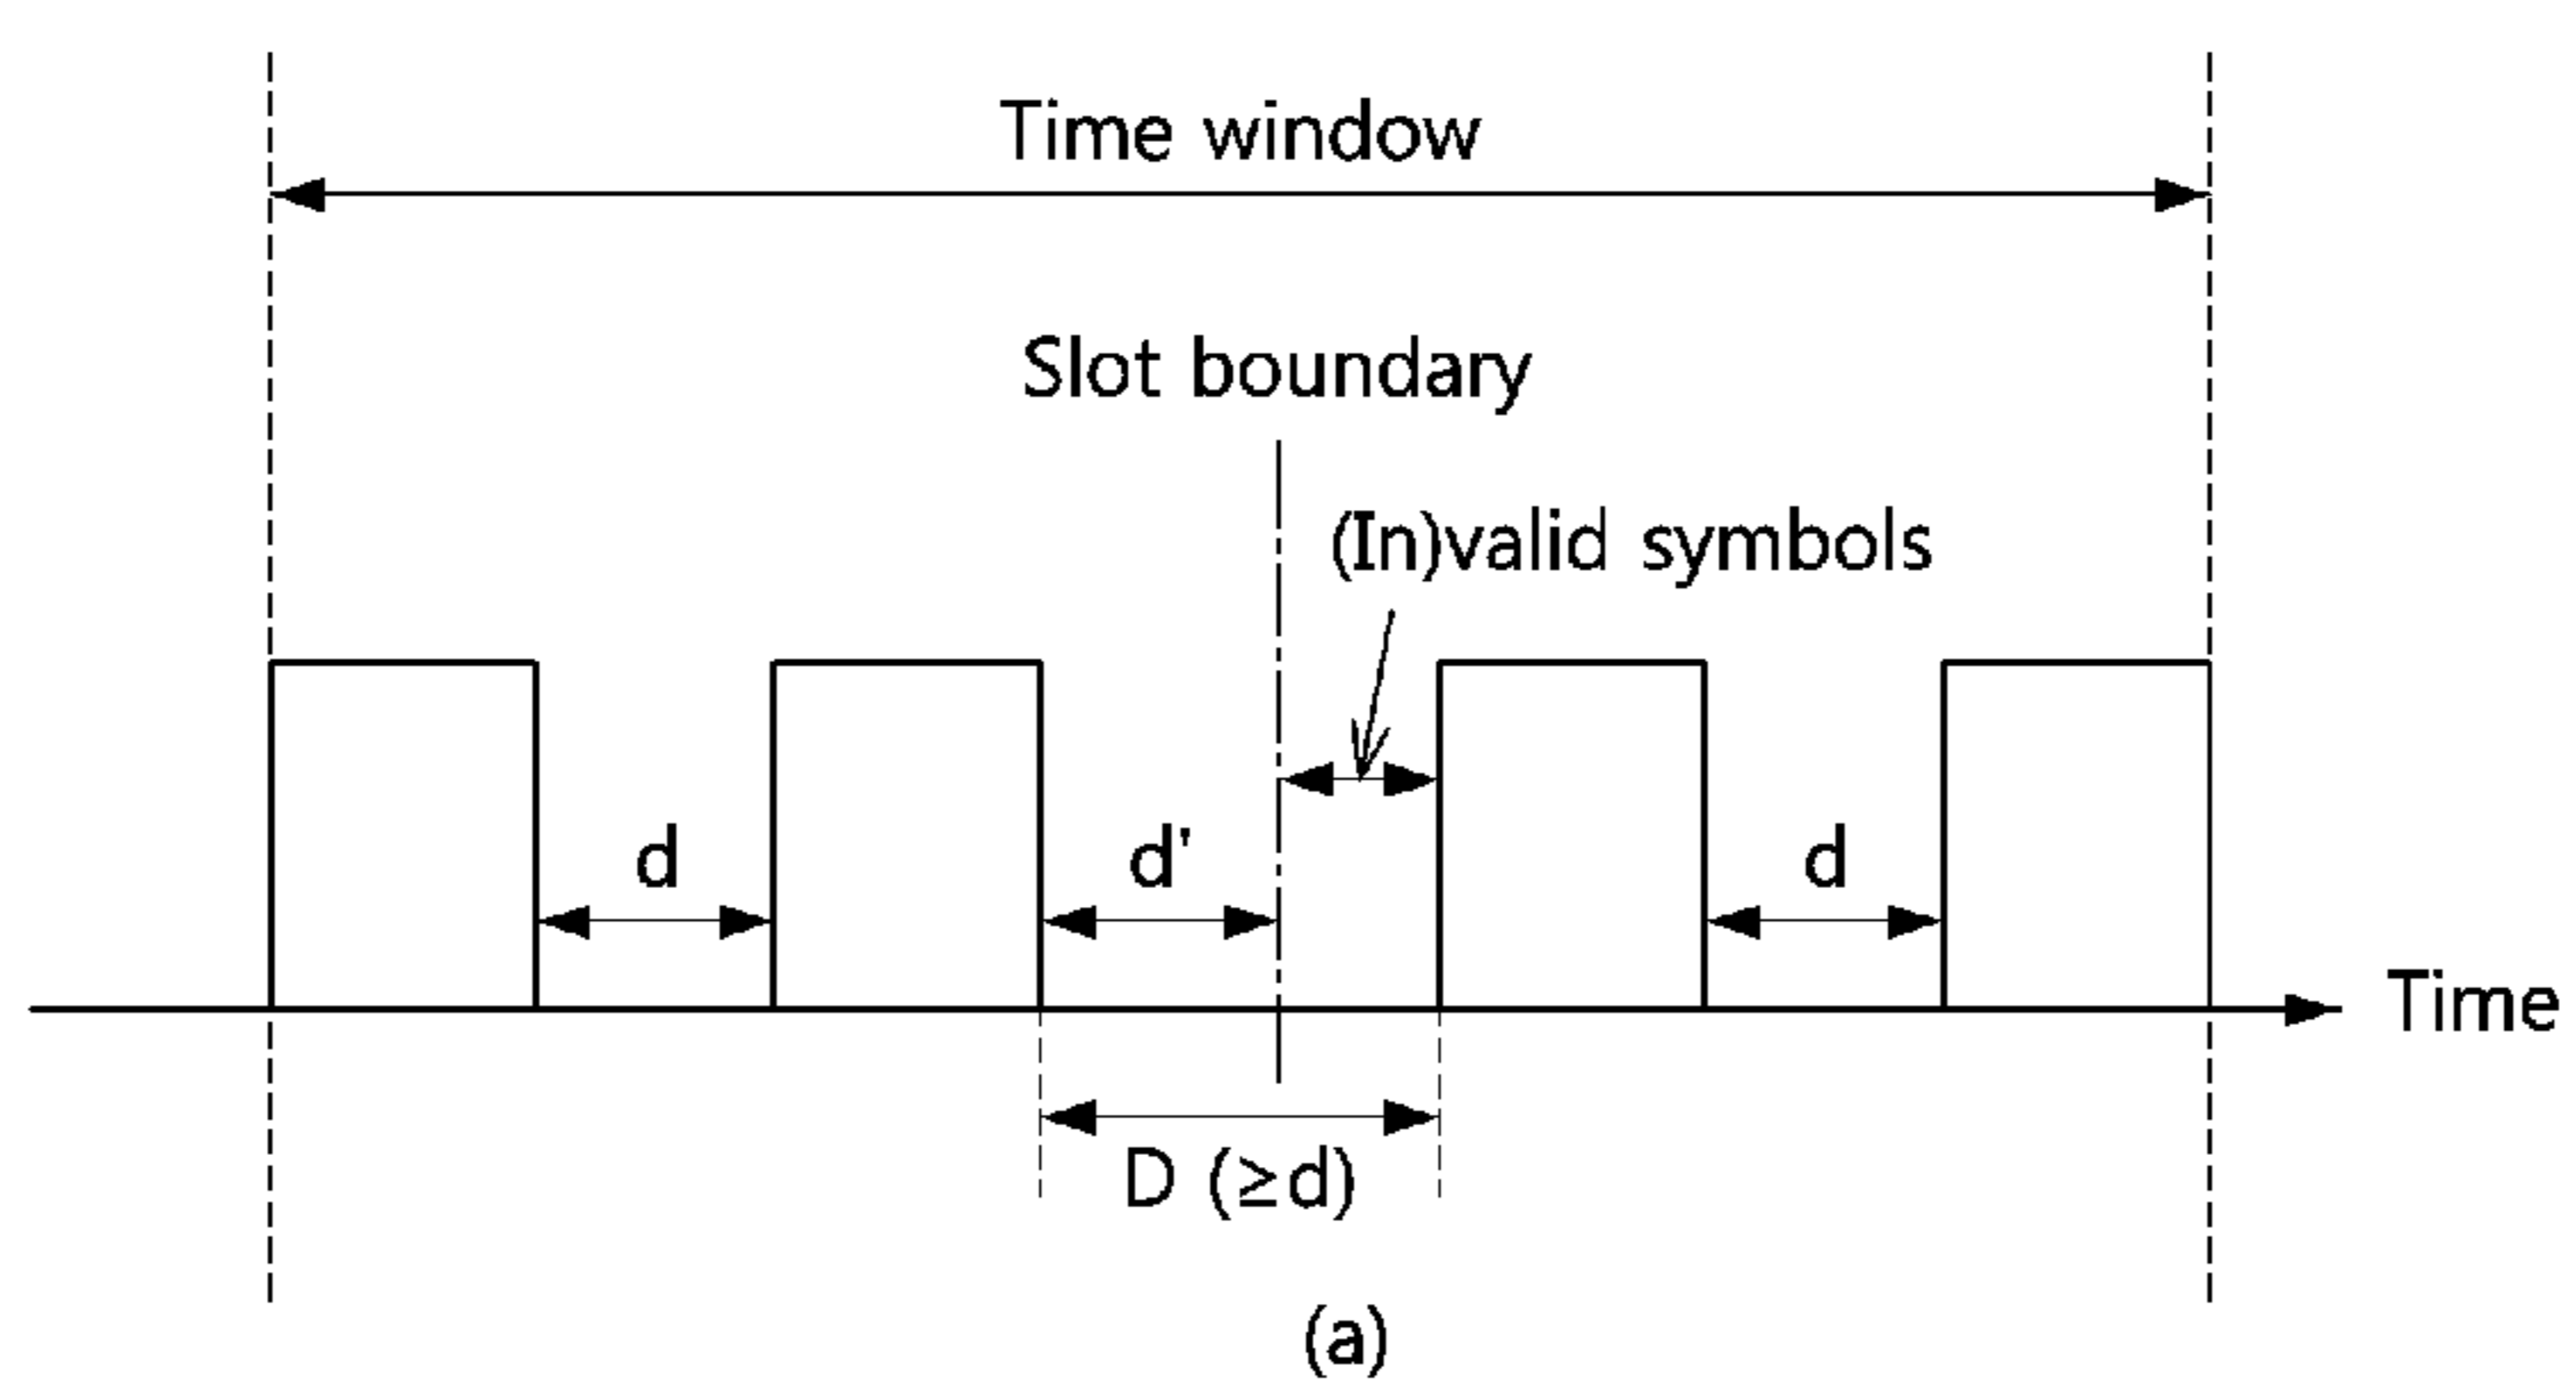 Time window
Slot boundary
(In)valid symbols
d
d'
d
Time
D (≥d)
(a)